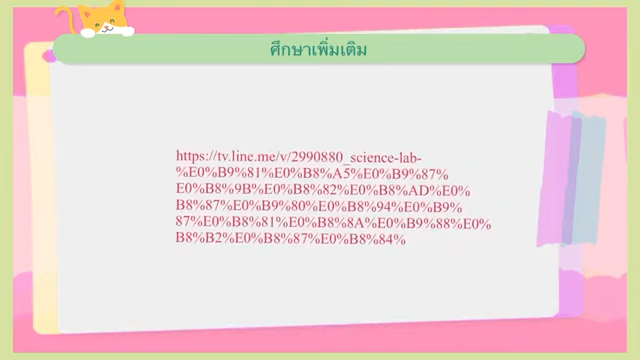 ศึกษาเพิ่มเติม
https://tv.line.me/v/2990880_science-lab-
%E0%B9%81%E0%B8%A5%E0%B9%87%
E0%B8%9B%E0%B8%82%E0%B8%AD%E0%
B8%87%E0%B9%80%E0%B8%94%E0%B9%
87%E0%B8%81%E0%B8%8A%E0%B9%88%E0%
B8%B2%E0%B8%87%E0%B8%84%